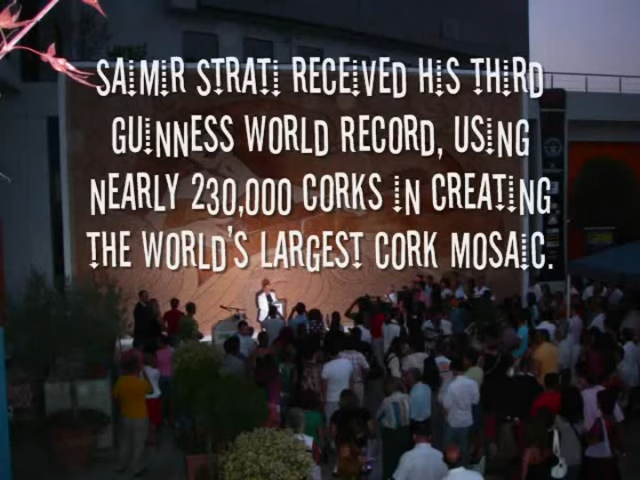 SAIMIR STRATI RECEIVED HIS THIRD
GUINNESS WORLD RECORD, USING
NEARLY 230,000 CORKS IN CREATING
THE WORLD'S LARGEST CORK MOSAIC.